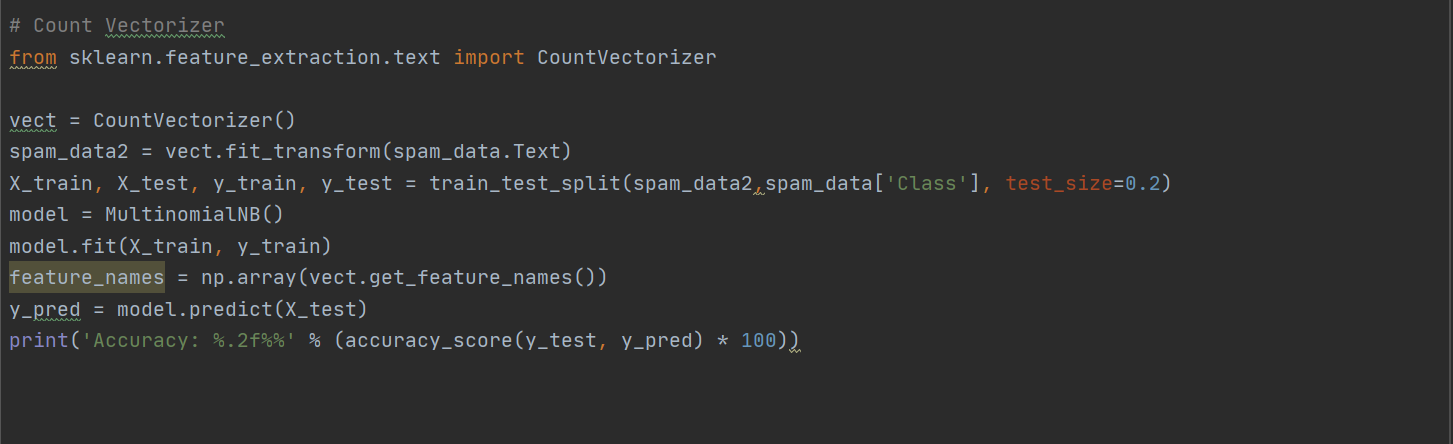 # Count Vectorizer
from sklearn.feature_extraction.text import CountVectorizer
vect = CountVectorizer()
spam_data2 = vect.fit_transform(spam_data.Text)
X_train, X_test, y_train, y_test = train_test_split(spam_data2,spam_data['Class'], test_size=0.2)
model = MultinomialNB()
model.fit(X_train, y_train)
feature_names = np.array(vect.get_feature_names())
y_pred = model.predict(X_test)
print('Accuracy: %.2f%%' % (accuracy_score(y_test, y_pred) * 100))